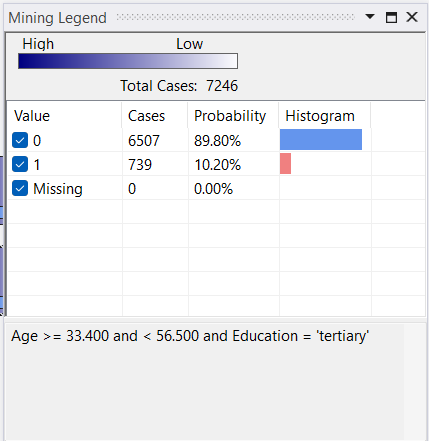 Mining Legend
High Low
Total Cases: 7246
Value Cases Probability Histogram
0 6507 89.80%
1 739 10.20%
Missing 0 0.00%
Age >= 33.400 and < 56.500 and Education = 'tertiary'